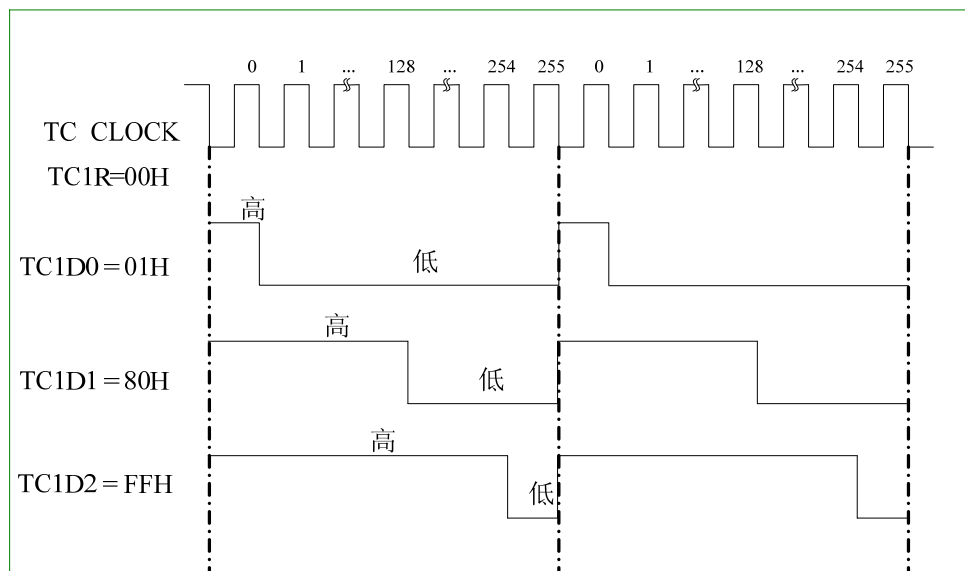 0 1 ... 128 ... 254 255 0 1 ... 128 ... 254 255
TC CLOCK
TC1R=00H
高
TC1D0=01H
低
高
TC1D1=80H
低
高
TC1D2=FFH
低